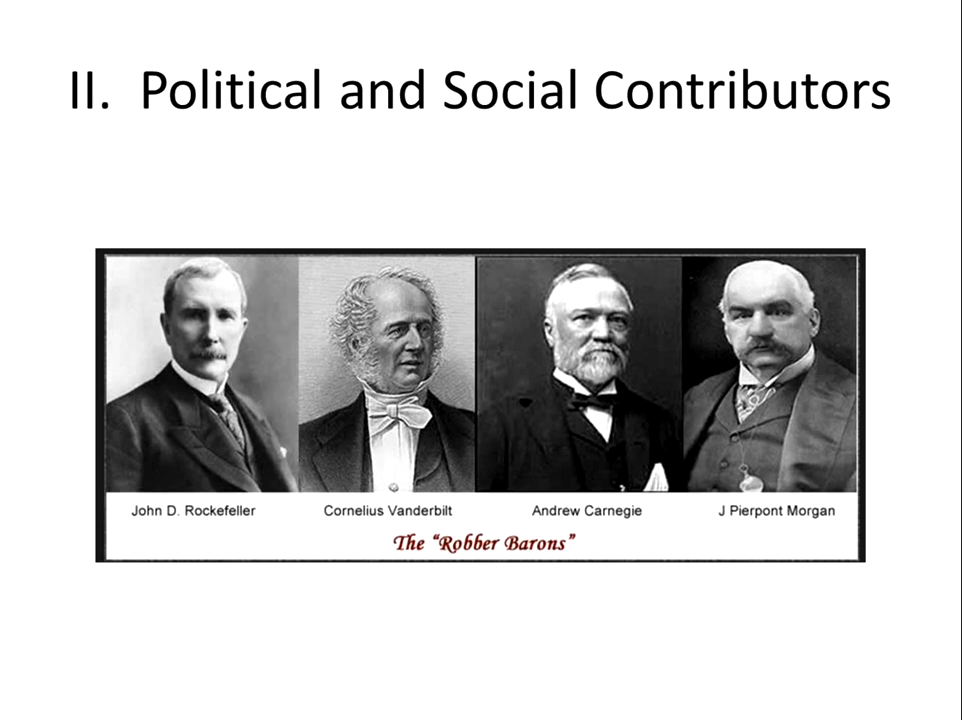 II. Political and Social Contributors
John D. Rockefeller Cornelius Vanderbilt Andrew Carnegie J Pierpont Morgan
The “Robber Barons”